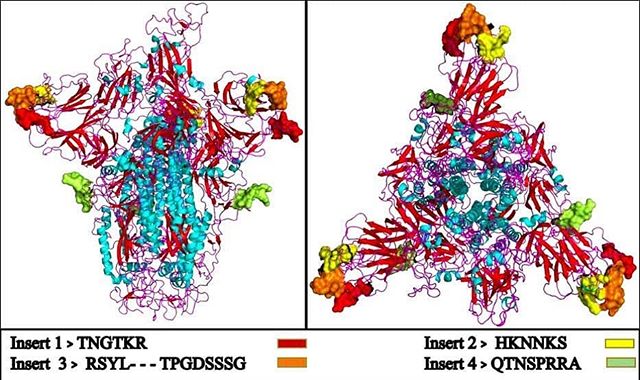 Insert 1 > TNGTKR
Insert 2 > HKNNKS
Insert 3 > RSYL---TPGDSSSG
Insert 4 > QTNSPRRA